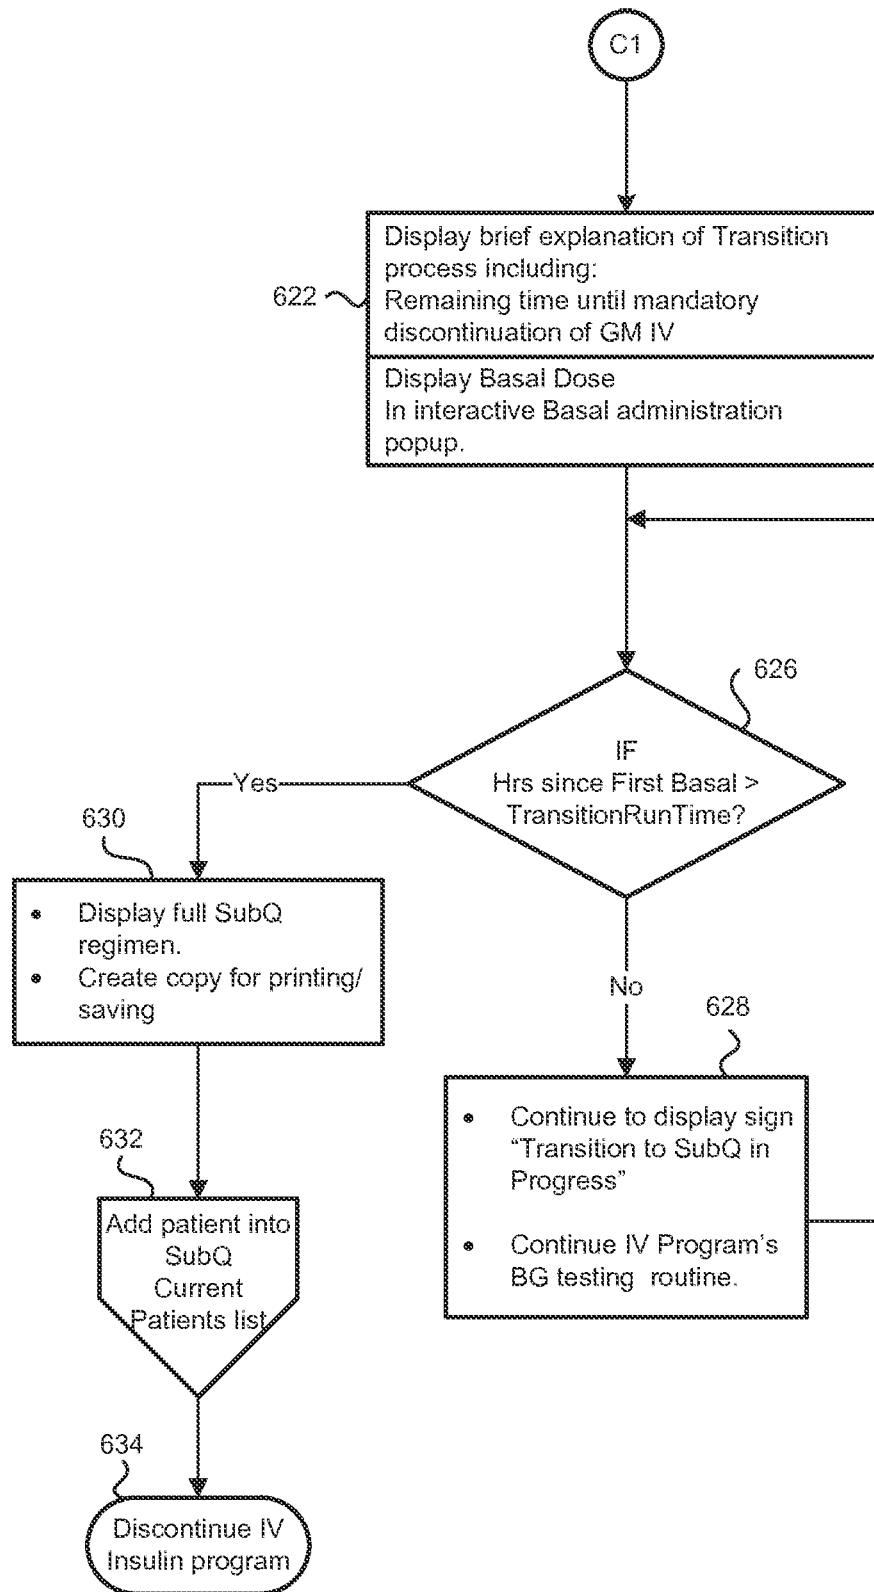 C1
Display brief explanation of Transition
process including:
622
Remaining time until mandatory
discontinuation of GM IV
Display Basal Dose
In interactive Basal administration
popup.
626
IF
Hrs since First Basal >
TransitionRunTime?
Yes
630
• Display full SubQ
regimen.
• Create copy for printing/
saving
No
628
• Continue to display sign
“Transition to SubQ in
Progress”
• Continue IV Program's
BG testing routine.
632
Add patient into
SubQ
Current
Patients list
634
Discontinue IV
Insulin program